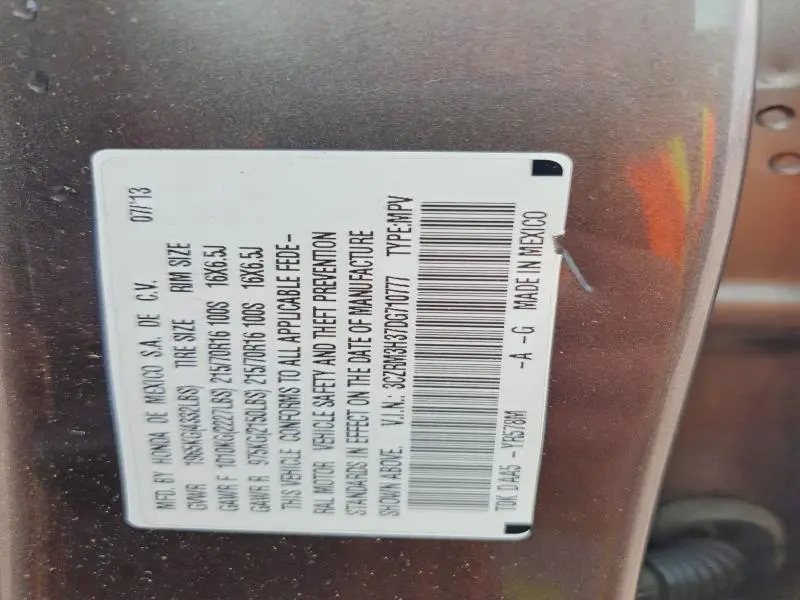 MFD. BY HONDA DE MEXICO S.A. DE C.V. 07/13
GVWR 1965KG(4332LBS) TIRE SIZE RIM SIZE
GAWR F 1010KG(2227LBS) 215/70R16 100S 16X6.5J
GAWR R 975KG(2150LBS) 215/70R16 100S 16X6.5J
THIS VEHICLE CONFORMS TO ALL APPLICABLE FEDE-
RAL MOTOR VEHICLE SAFETY AND THEFT PREVENTION
STANDARDS IN EFFECT ON THE DATE OF MANUFACTURE
SHOWN ABOVE. V.I.N.: 3CZRM3H37DG710777 TYPE:MPV
T0K DAA5 -YR578M -A -G MADE IN MEXICO